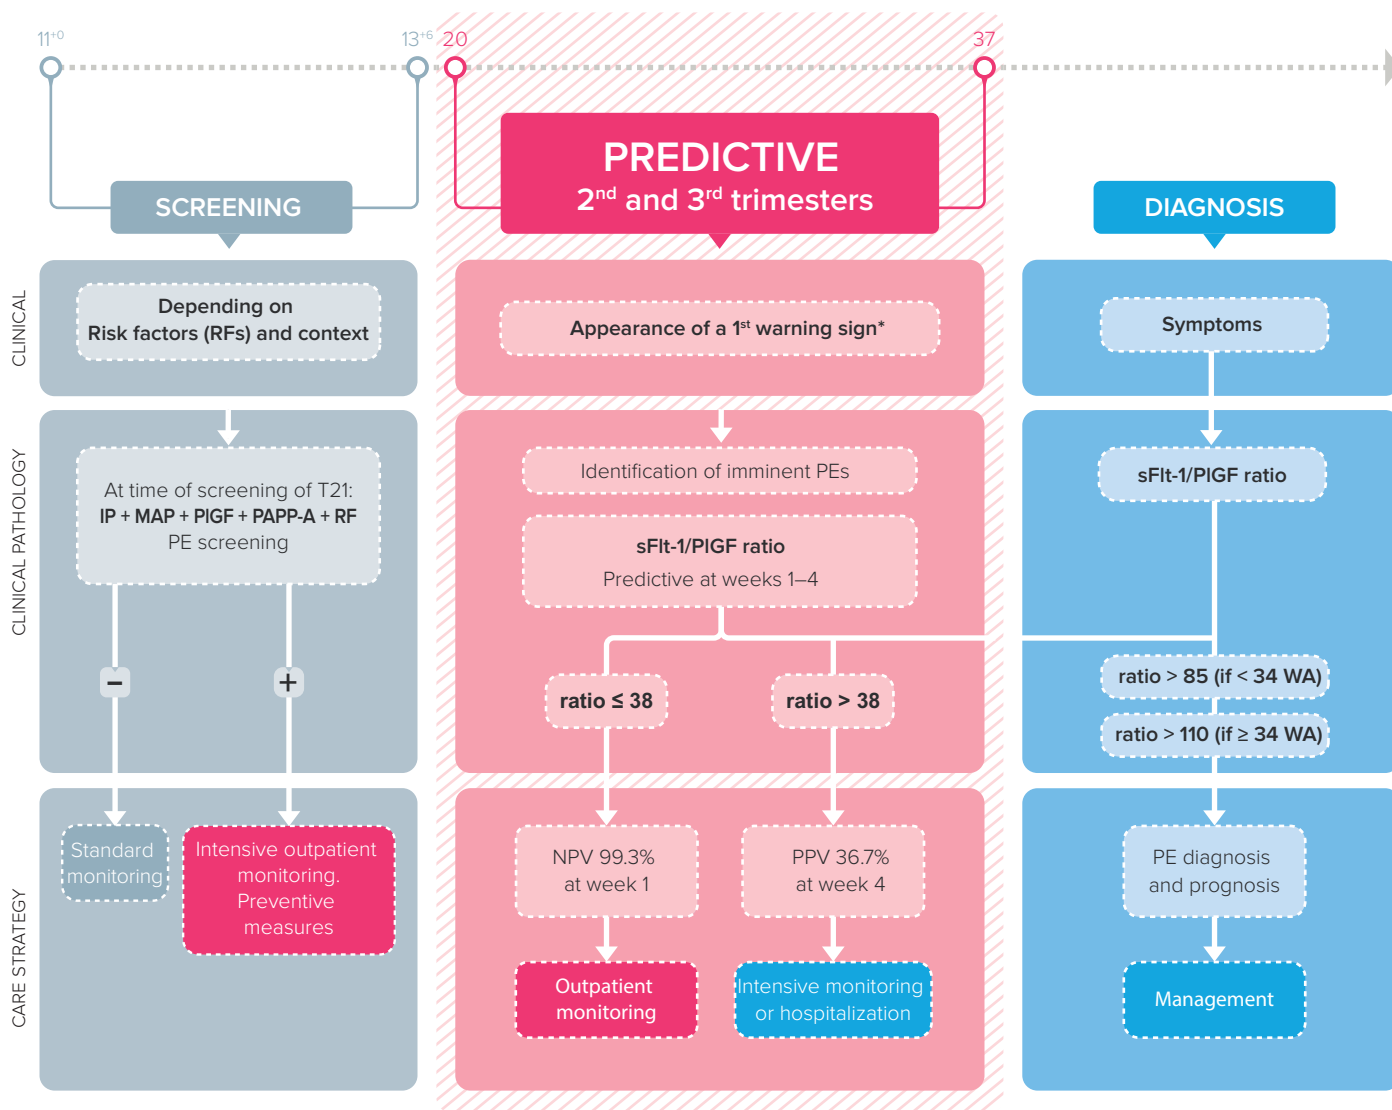 11+0
13+6
20
37
SCREENING
PREDICTIVE
2nd and 3rd trimesters
DIAGNOSIS
CLINICAL
Depending on
Risk factors (RFs) and context
Appearance of a 1st warning sign*
Symptoms
CLINICAL PATHOLOGY
At time of screening of T21:
IP + MAP + PlGF + PAPP-A + RF
PE screening
−
+
Identification of imminent PEs
sFlt-1/PlGF ratio
Predictive at weeks 1–4
ratio ≤ 38
ratio > 38
sFlt-1/PlGF ratio
ratio > 85 (if < 34 WA)
ratio > 110 (if ≥ 34 WA)
CARE STRATEGY
Standard
monitoring
Intensive outpatient
monitoring.
Preventive
measures
NPV 99.3%
at week 1
Outpatient
monitoring
PPV 36.7%
at week 4
Intensive monitoring
or hospitalization
PE diagnosis
and prognosis
Management